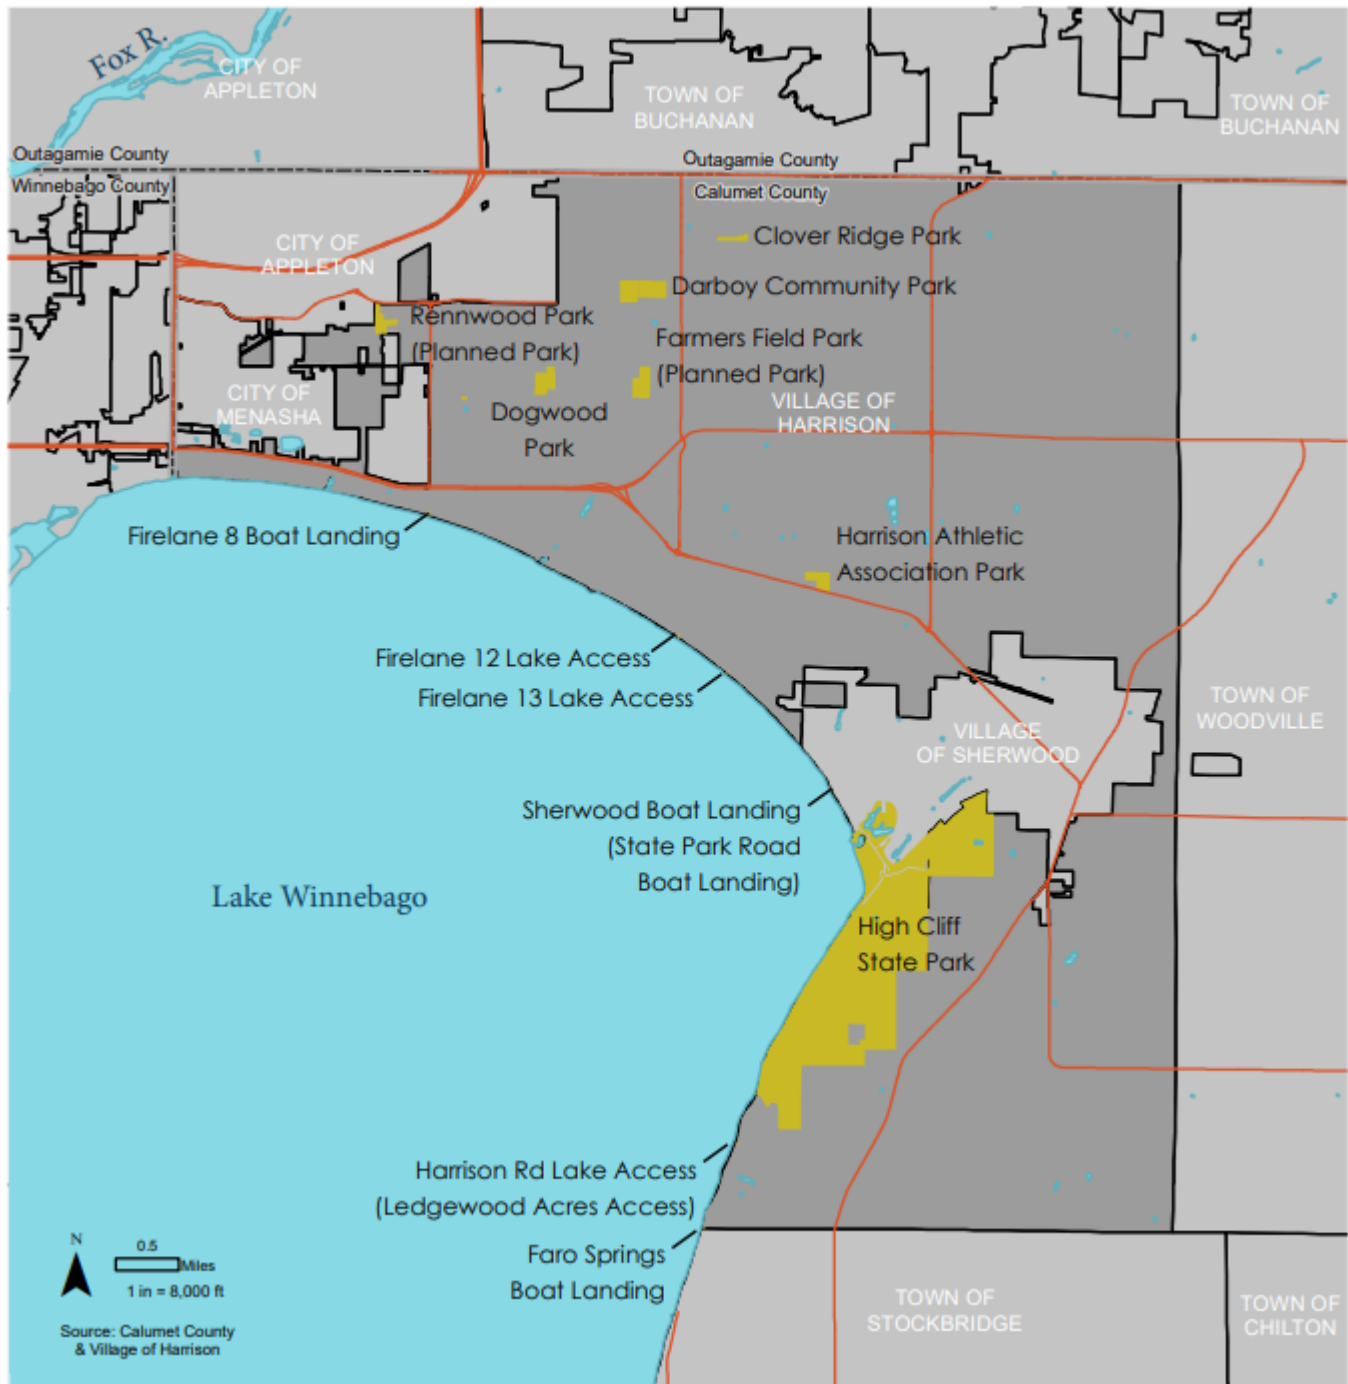 Fox R.
CITY OF
APPLETON
TOWN OF
BUCHANAN
TOWN OF
BUCHANAN
Outagamie County
Outagamie County
Winnebago County
Calumet County
Clover Ridge Park
CITY OF
APPLETON
Darboy Community Park
Rennwood Park
(Planned Park)
Farmers Field Park
(Planned Park)
CITY OF
MENASHA
Dogwood
Park
VILLAGE OF
HARRISON
Firelane 8 Boat Landing
Harrison Athletic
Association Park
Firelane 12 Lake Access
Firelane 13 Lake Access
TOWN OF
WOODVILLE
VILLAGE
OF SHERWOOD
Sherwood Boat Landing
(State Park Road
Boat Landing)
Lake Winnebago
High Cliff
State Park
Harrison Rd Lake Access
(Ledgewood Acres Access)
Faro Springs
Boat Landing
N
0.5
Miles
1 in = 8,000 ft
Source: Calumet County
& Village of Harrison
TOWN OF
STOCKBRIDGE
TOWN OF
CHILTON